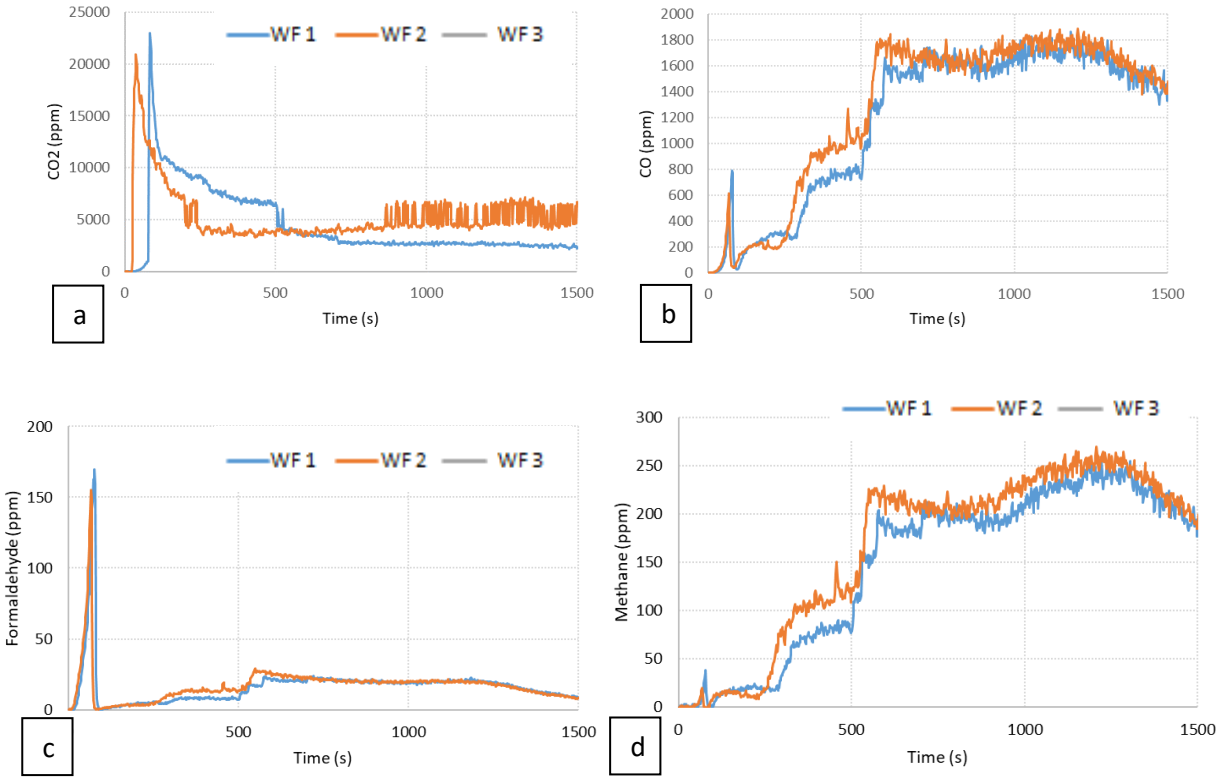 25000
20000
15000
10000
5000
0
CO2 (ppm)
WF 1 WF 2 WF 3
0 500 1000 1500
Time (s)
a
2000
1800
1600
1400
1200
1000
800
600
400
200
0
CO (ppm)
0 500 1000 1500
Time (s)
b
200
150
100
50
0
Formaldehyde (ppm)
WF 1 WF 2 WF 3
500 1000 1500
Time (s)
c
WF 1 WF 2 WF 3
300
250
200
150
100
50
0
Methane (ppm)
0 500 1000 1500
Time (s)
d